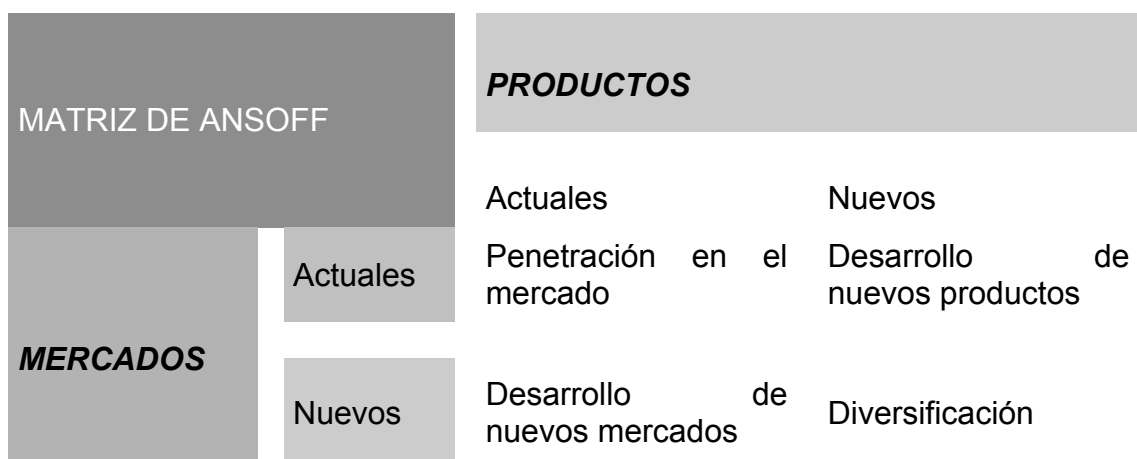 MATRIZ DE ANSOFF
PRODUCTOS
Actuales
Nuevos
MERCADOS
Actuales
Penetración en el
mercado
Desarrollo de
nuevos productos
Nuevos
Desarrollo de
nuevos mercados
Diversificación